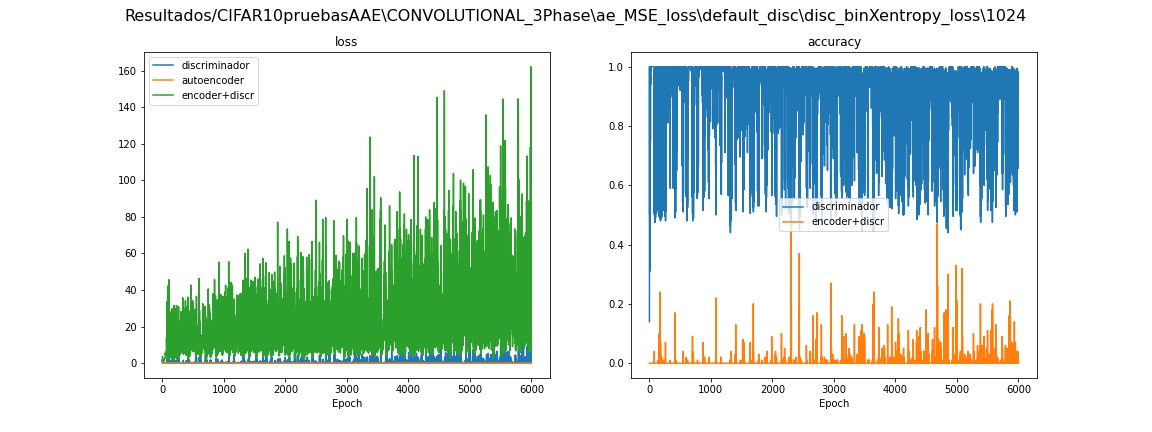 Resultados/CIFAR10pruebasAAE\CONVOLUTIONAL_3Phase\ae_MSE_loss\default_disc\disc_binXentropy_loss\1024
loss
discriminador
autoencoder
encoder+discr
160
140
120
100
80
60
40
20
0
0 1000 2000 3000 4000 5000 6000
Epoch
accuracy
1.0
0.8
0.6
0.4
0.2
0.0
discriminador
encoder+discr
0 1000 2000 3000 4000 5000 6000
Epoch